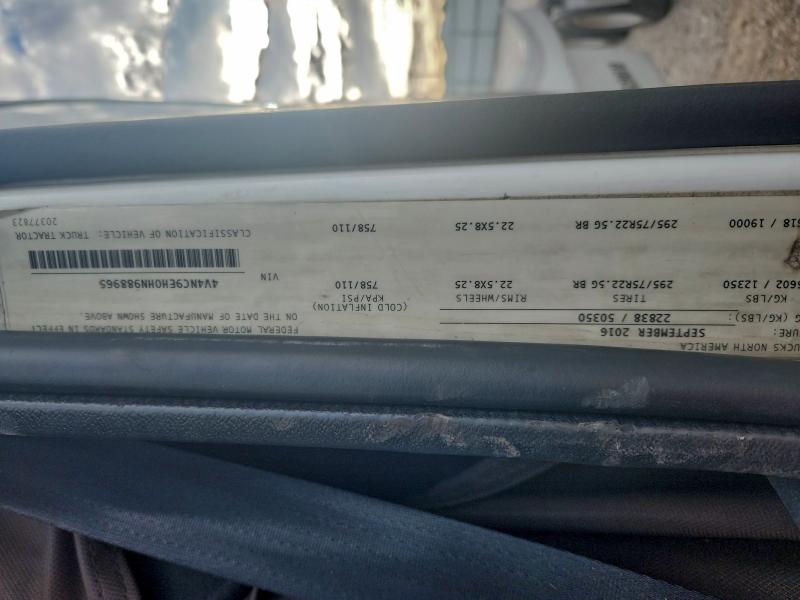 UCKS NORTH AMERICA
URE: SEPTEMBER 2016
G (KG/LBS): 22838 / 50350
KG/LBS TIRES RIMS/WHEELS KPA/PSI
(COLD INFLATION)
5602 / 12350 295/75R22.5G BR 22.5X8.25 758/110
618 / 19000 295/75R22.5G BR 22.5X8.25 758/110
FEDERAL MOTOR VEHICLE SAFETY STANDARDS IN EFFECT
ON THE DATE OF MANUFACTURE SHOWN ABOVE.
VIN 4V4NC9EH0HN988965
CLASSIFICATION OF VEHICLE: TRUCK TRACTOR
20377823